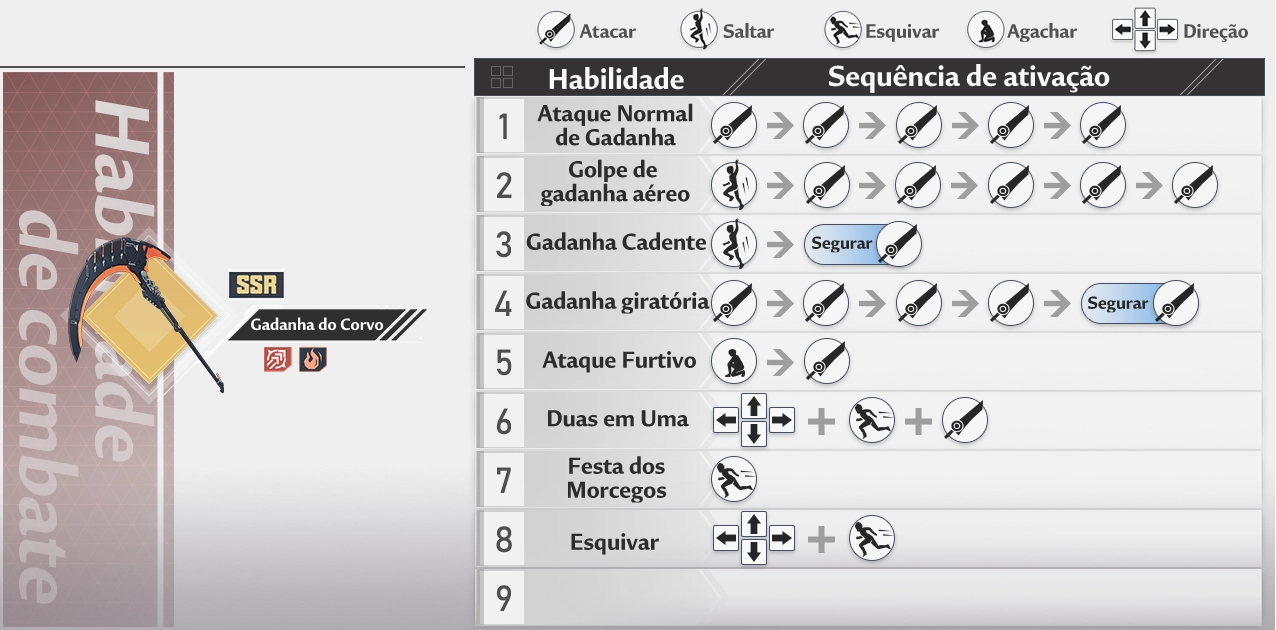 Atacar
Saltar
Esquivar
Agachar
Direção
Habilidade
Sequência de ativação
1
Ataque Normal
de Gadanha
2
Golpe de
gadanha aéreo
3
Gadanha Cadente
Segurar
4
Gadanha giratória
Segurar
5
Ataque Furtivo
6
Duas em Uma
7
Festa dos
Morcegos
8
Esquivar
9
Habilidade
de combate
SSR
Gadanha do Corvo